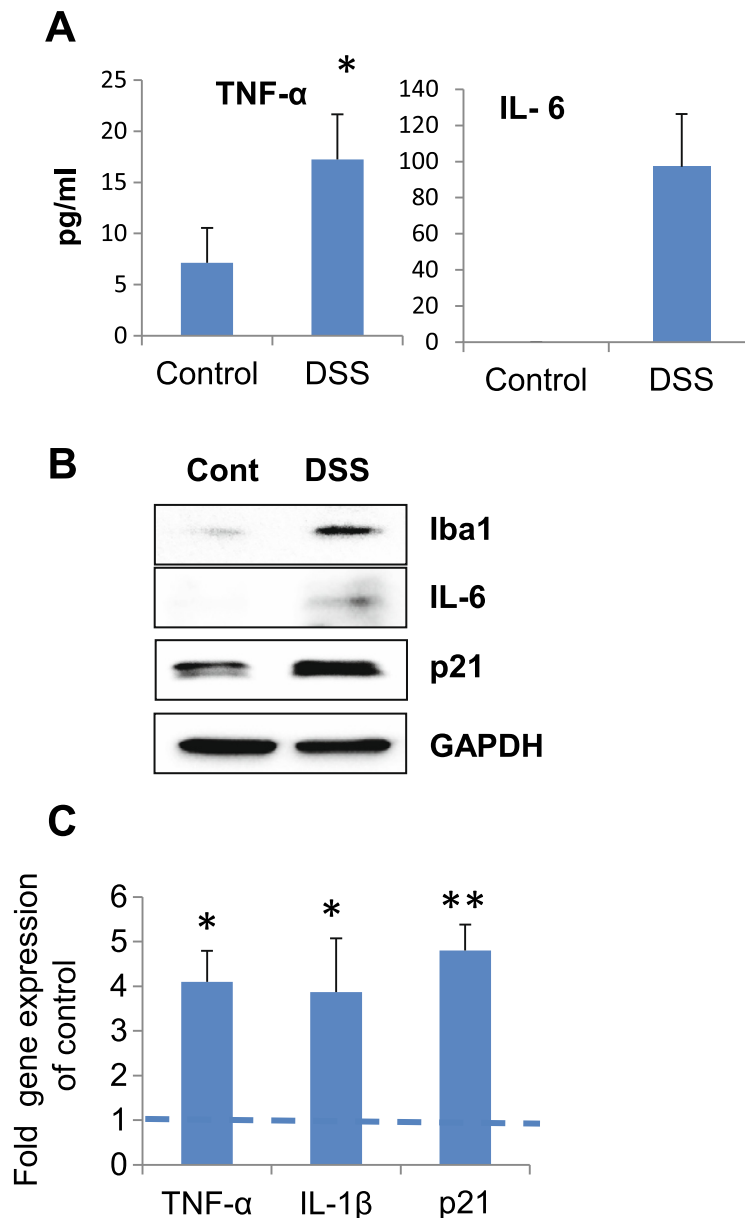 A
TNF-α
*
25
20
15
10
5
0
pg/ml
Control
DSS
IL- 6
140
120
100
80
60
40
20
0
Control
DSS
B
Cont
DSS
Iba1
IL-6
p21
GAPDH
C
Fold gene expression
of control
6
5
4
3
2
1
0
*
*
**
TNF-α
IL-1β
p21